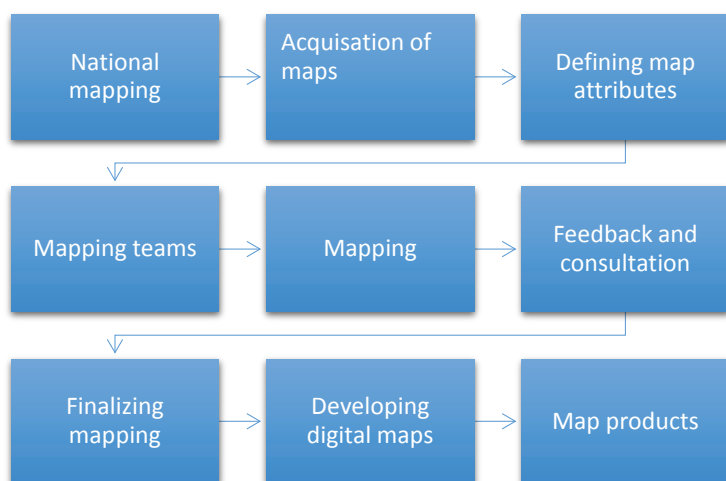 National
mapping
Acquisation of
maps
Defining map
attributes
Mapping teams
Mapping
Feedback and
consultation
Finalizing
mapping
Developing
digital maps
Map products